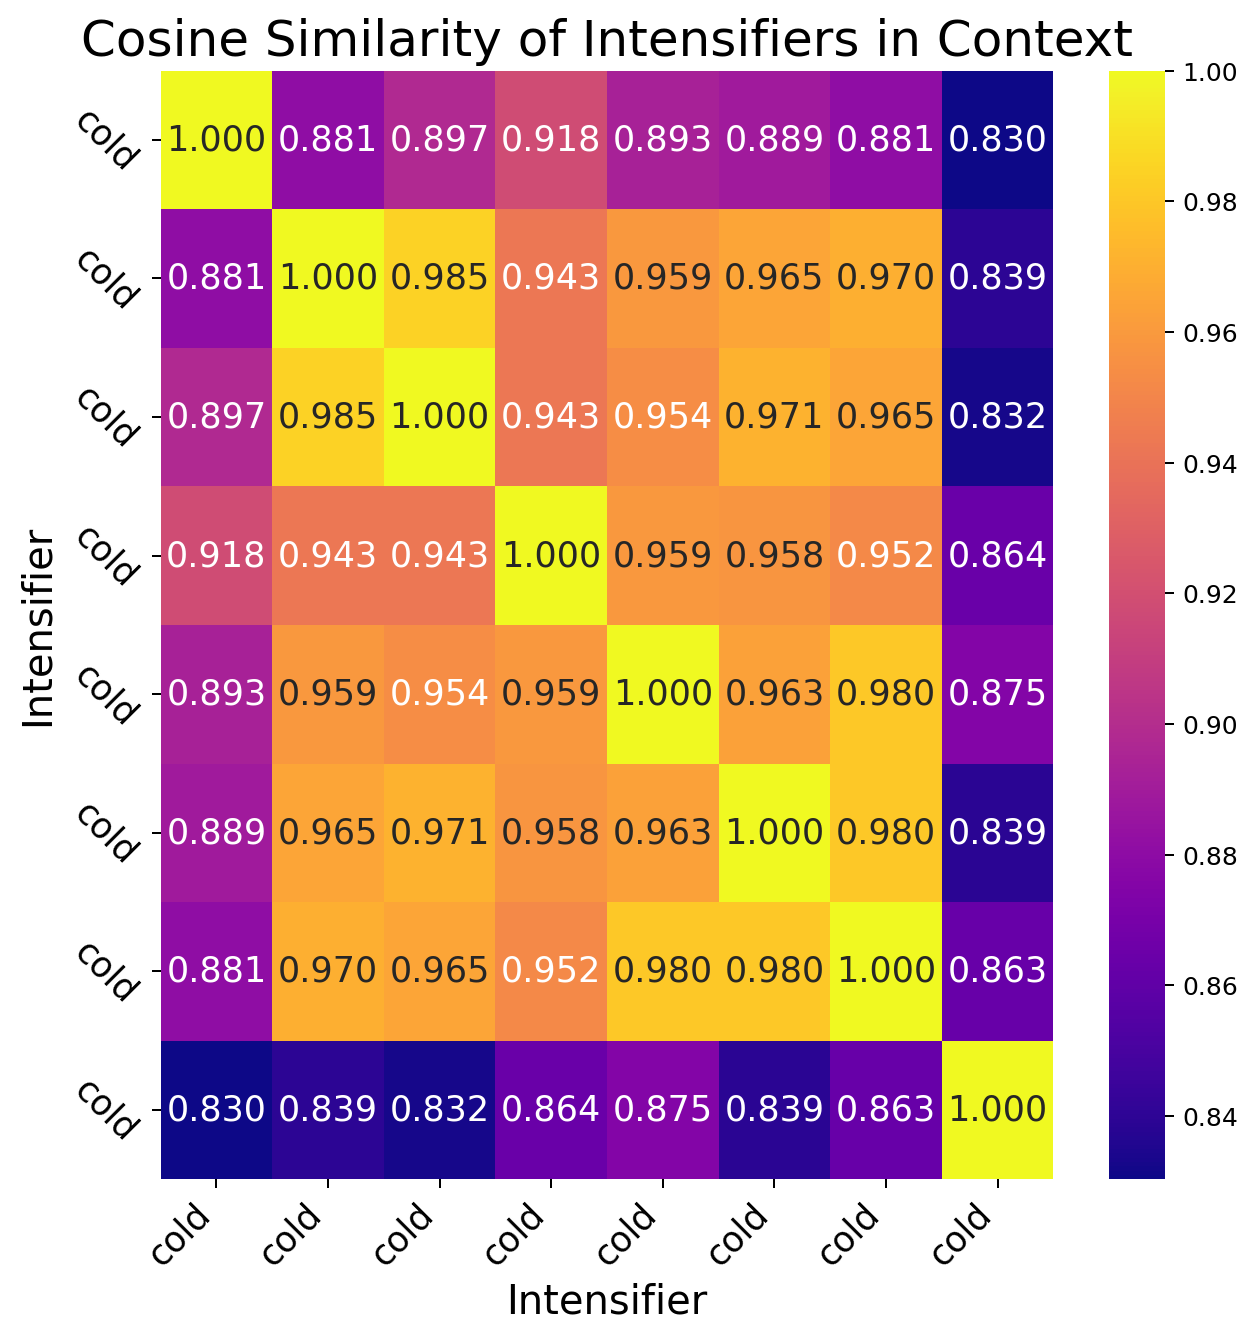 Cosine Similarity of Intensifiers in Context
cold 1.000 0.881 0.897 0.918 0.893 0.889 0.881 0.830
cold 0.881 1.000 0.985 0.943 0.959 0.965 0.970 0.839
cold 0.897 0.985 1.000 0.943 0.954 0.971 0.965 0.832
cold 0.918 0.943 0.943 1.000 0.959 0.958 0.952 0.864
cold 0.893 0.959 0.954 0.959 1.000 0.963 0.980 0.875
cold 0.889 0.965 0.971 0.958 0.963 1.000 0.980 0.839
cold 0.881 0.970 0.965 0.952 0.980 0.980 1.000 0.863
cold 0.830 0.839 0.832 0.864 0.875 0.839 0.863 1.000
cold cold cold cold cold cold cold cold
Intensifier
Intensifier
1.00
0.98
0.96
0.94
0.92
0.90
0.88
0.86
0.84